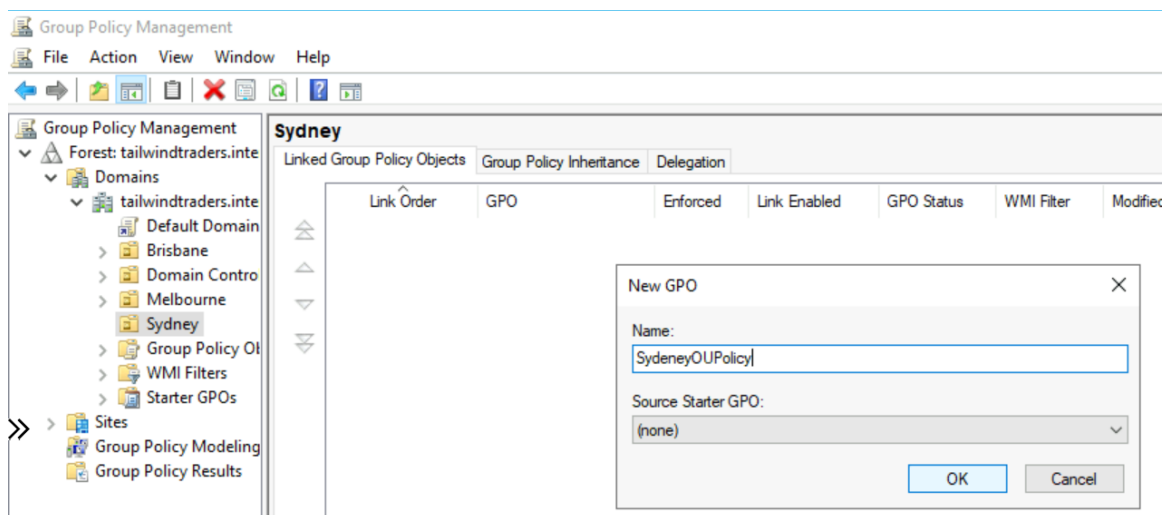 Group Policy Management
File Action View Window Help
Group Policy Management
Forest: tailwindtraders.inte
Domains
tailwindtraders.inte
Default Domain
Brisbane
Domain Contro
Melbourne
Sydney
Group Policy Ob
WMI Filters
Starter GPOs
Sites
Group Policy Modeling
Group Policy Results
Sydney
Linked Group Policy Objects Group Policy Inheritance Delegation
Link Order GPO Enforced Link Enabled GPO Status WMI Filter Modified
New GPO
Name:
SydeneyOUPolicy
Source Starter GPO:
(none)
OK Cancel